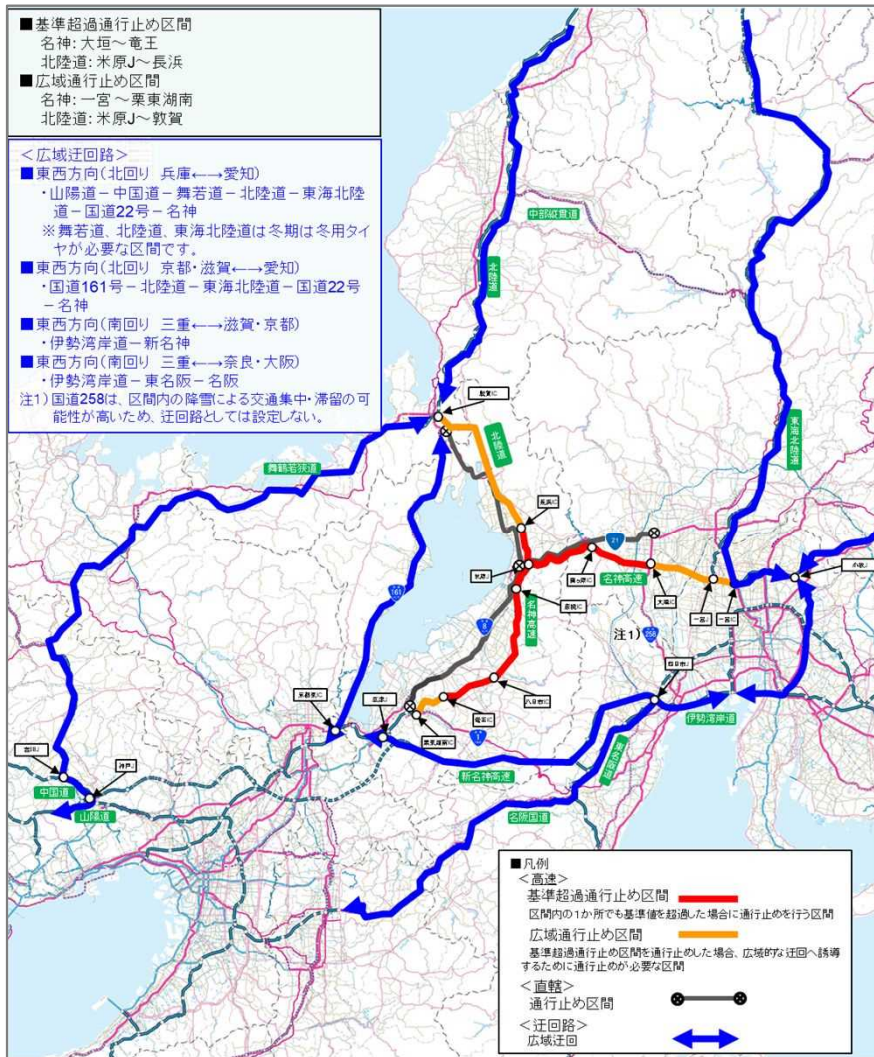 ■基準超過通行止め区間
名神:大垣~竜王
北陸道:米原J~長浜
■広域通行止め区間
名神:一宮~栗東湖南
北陸道:米原J~敦賀
<広域迂回路>
■東西方向(北回り 兵庫←→愛知)
・山陽道-中国道-舞若道-北陸道-東海北陸
道-国道22号-名神
※舞若道、北陸道、東海北陸道は冬期は冬用タイ
ヤが必要な区間です。
■東西方向(北回り 京都・滋賀←→愛知)
・国道161号-北陸道-東海北陸道-国道22号
-名神
■東西方向(南回り 三重←→滋賀・京都)
・伊勢湾岸道-新名神
■東西方向(南回り 三重←→奈良・大阪)
・伊勢湾岸道-東名阪-名阪
注1)国道258は、区間内の降雪による交通集中・滞留の可
能性が高いため、迂回路としては設定しない。
中部縦貫道
北陸道
敦賀IC
北陸道
東海北陸道
舞鶴若狭道
長浜IC
21
米原J
関ヶ原IC
名神高速
小牧J
161
彦根IC
大垣IC
一宮J
一宮IC
8
名神高速
注1)
258
四日市J
京都東IC
草津J
八日市IC
竜王IC
伊勢湾岸道
栗東湖南IC
1
東名阪道
吉川J
神戸J
新名神高速
中国道
山陽道
名阪国道
■凡例
<高速>
基準超過通行止め区間
区間内の1か所でも基準値を超過した場合に通行止めを行う区間
広域通行止め区間
基準超過通行止め区間を通行止めした場合、広域的な迂回へ誘導
するために通行止めが必要な区間
<直轄>
通行止め区間
<迂回路>
広域迂回